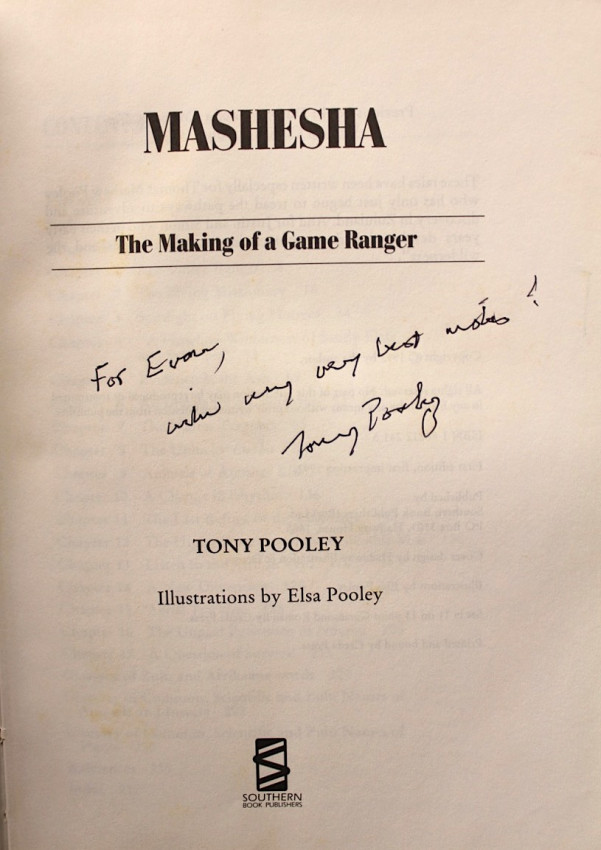 MASHESHA
The Making of a Game Ranger
For Evan,
with my very best wishes!
Tony Pooley
TONY POOLEY
Illustrations by Elsa Pooley
SOUTHERN
BOOK PUBLISHERS